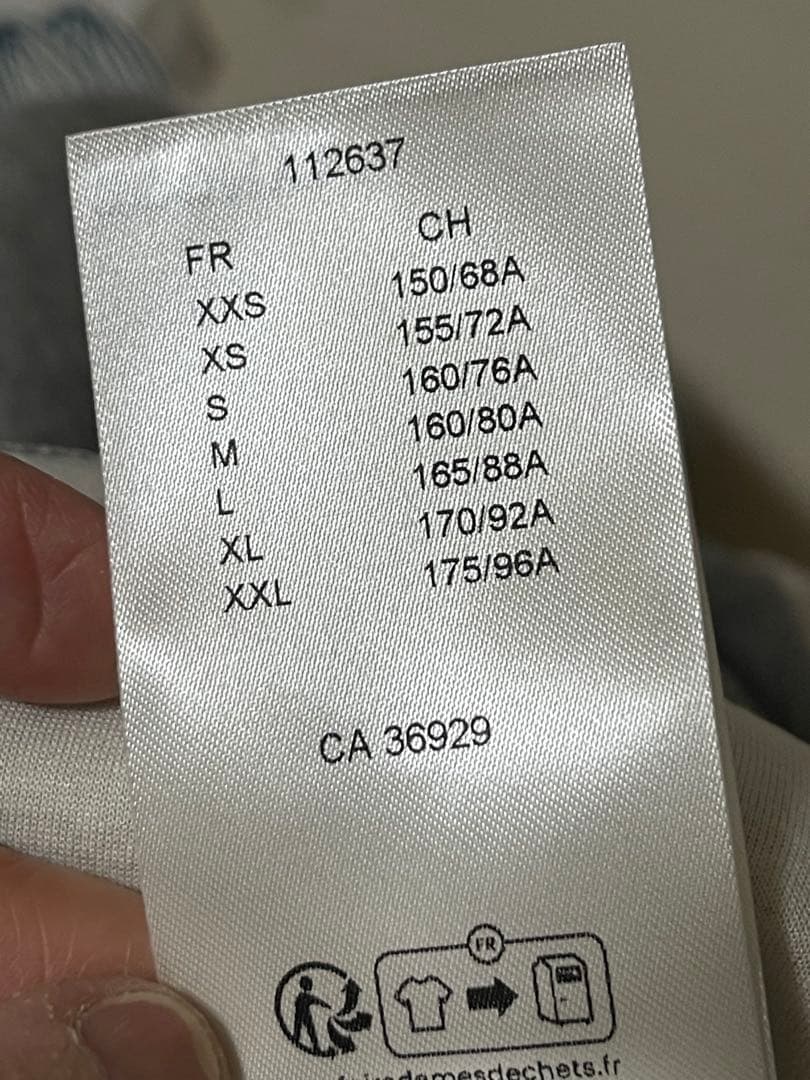 112637
FR CH
XXS 150/68A
XS 155/72A
S 160/76A
M 160/80A
L 165/88A
XL 170/92A
XXL 175/96A
CA 36929
FR